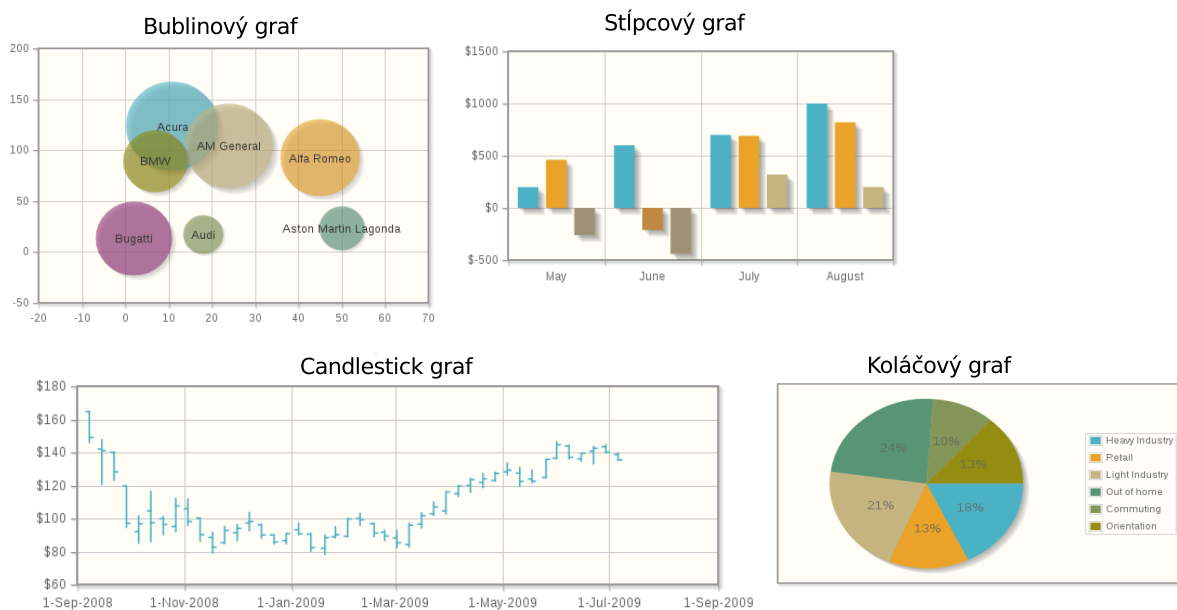 Bublinový graf
200
150
100
50
0
-50
-20 -10 0 10 20 30 40 50 60 70
Acura
AM General
BMW
Alfa Romeo
Bugatti
Audi
Aston Martin Lagonda
Stĺpcový graf
$1500
$1000
$500
$0
$-500
May June July August
Candlestick graf
$180
$160
$140
$120
$100
$80
$60
1-Sep-2008 1-Nov-2008 1-Jan-2009 1-Mar-2009 1-May-2009 1-Jul-2009 1-Sep-2009
Koláčový graf
24%
10%
13%
21%
13%
18%
Heavy Industry
Retail
Light Industry
Out of home
Commuting
Orientation